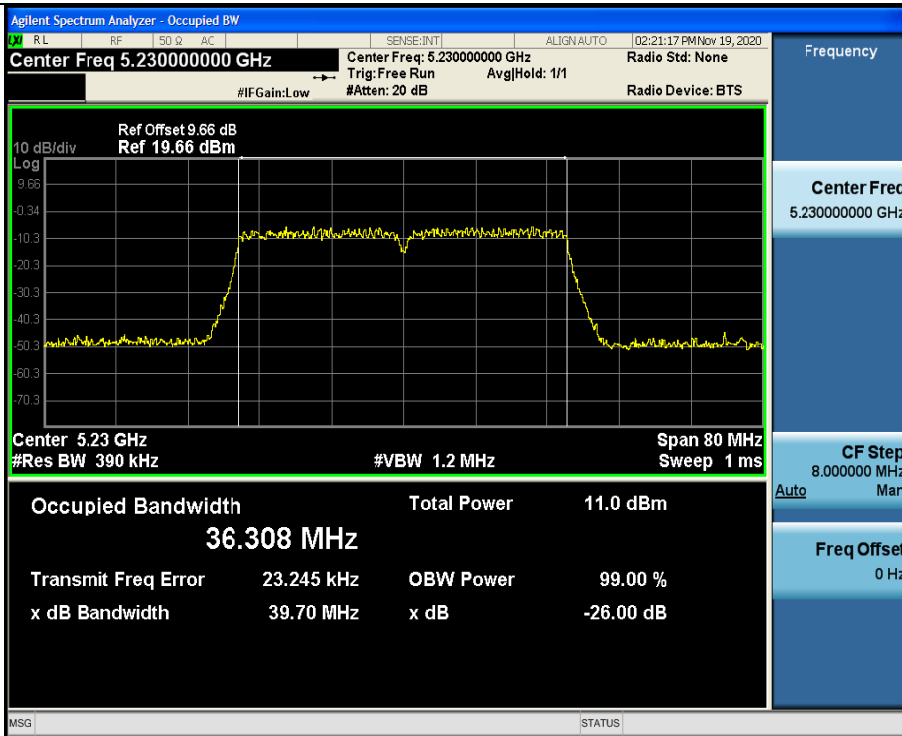 Agilent Spectrum Analyzer - Occupied BW
LXI RL RF 50 Ω AC SENSE:INT ALIGN AUTO 02:21:17 PM Nov 19, 2020
Center Freq 5.230000000 GHz
Center Freq: 5.230000000 GHz
Radio Std: None
Trig: Free Run Avg|Hold: 1/1
#IFGain:Low
#Atten: 20 dB
Radio Device: BTS
Ref Offset 9.66 dB
10 dB/div Ref 19.66 dBm
Log
9.66
-0.34
-10.3
-20.3
-30.3
-40.3
-50.3
-60.3
-70.3
Center 5.23 GHz
Span 80 MHz
#Res BW 390 kHz
#VBW 1.2 MHz
Sweep 1 ms
Occupied Bandwidth
Total Power 11.0 dBm
36.308 MHz
Transmit Freq Error 23.245 kHz
OBW Power 99.00 %
x dB Bandwidth 39.70 MHz
x dB -26.00 dB
MSG
STATUS
Frequency
Center Freq
5.230000000 GHz
CF Step
8.000000 MHz
Auto Man
Freq Offset
0 Hz